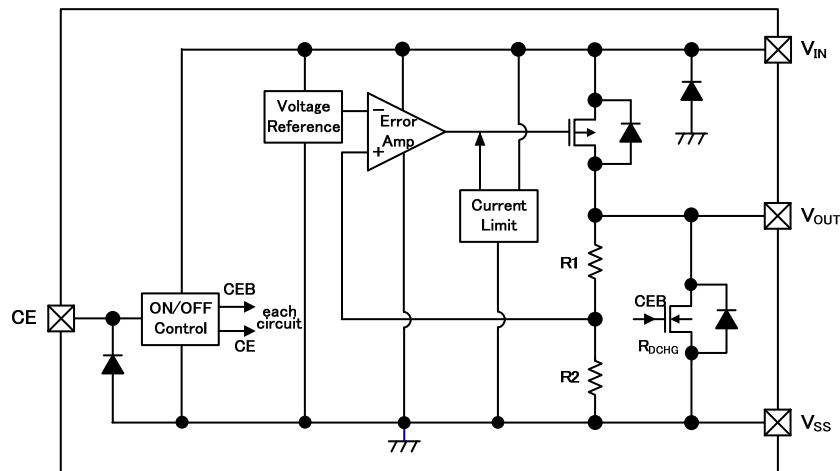 VIN
Voltage
Reference
−
Error
Amp
+
Current
Limit
VOUT
R1
CE
ON/OFF
Control
CEB
each
circuit
CE
CEB
RDCHG
R2
VSS